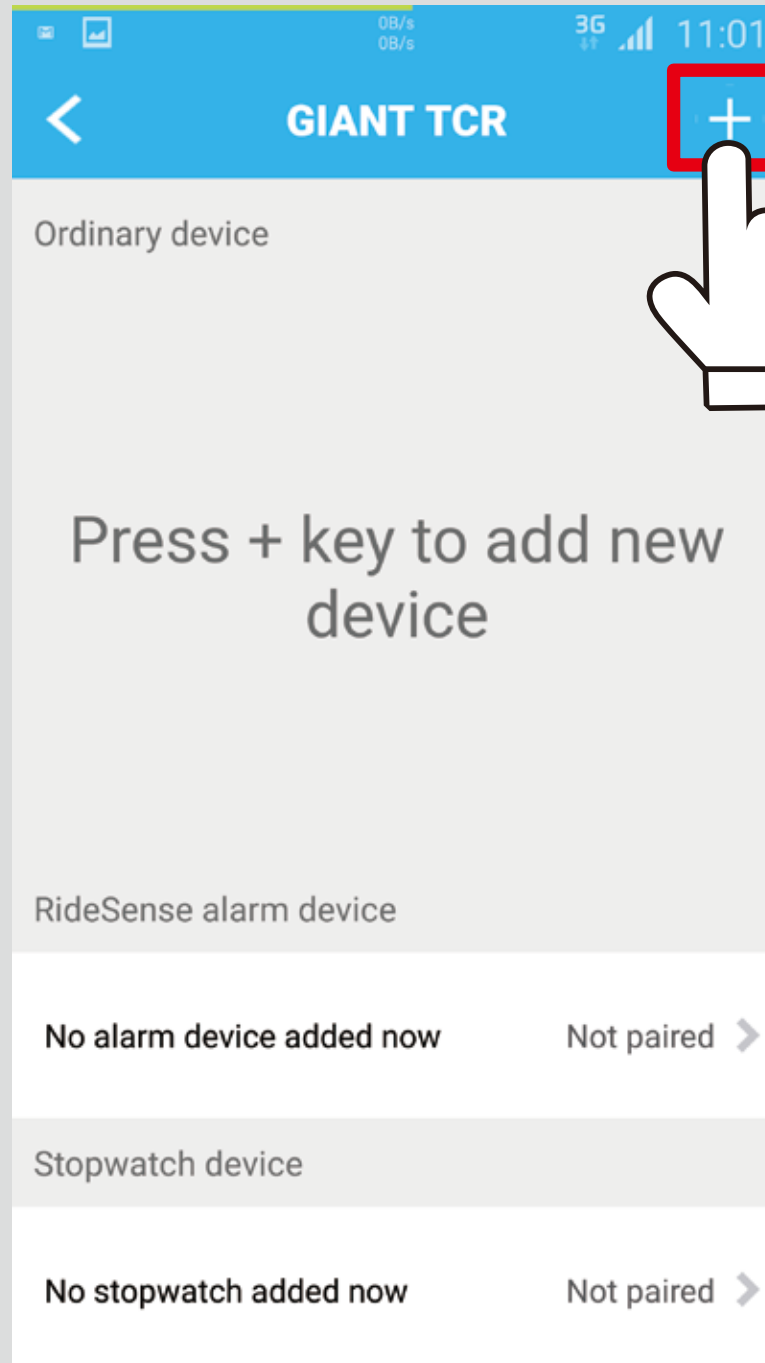 0B/s
0B/s
3G
11:01
GIANT TCR
+
Ordinary device
Press + key to add new
device
RideSense alarm device
No alarm device added now Not paired
Stopwatch device
No stopwatch added now Not paired